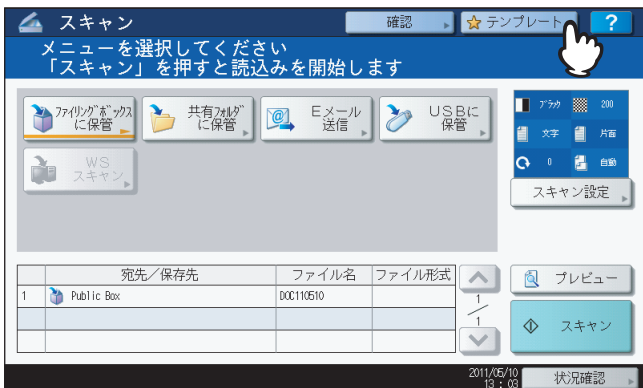 スキャン
確認
テンプレート
?
メニューを選択してください
「スキャン」を押すと読込みを開始します
ファイリングボックス
に保管
共有フォルダ
に保管
Eメール
送信
USBに
保管
WS
スキャン
ブラック
200
文字
片面
0
自動
スキャン設定
宛先/保存先
ファイル名
ファイル形式
1
Public Box
DOC110510
1
1
プレビュー
スキャン
2011/05/10
13 : 03
状況確認